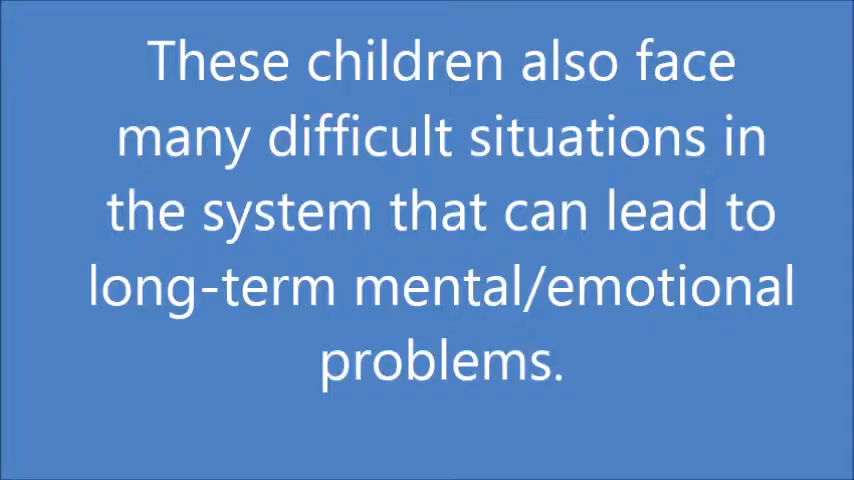 These children also face
many difficult situations in
the system that can lead to
long-term mental/emotional
problems.